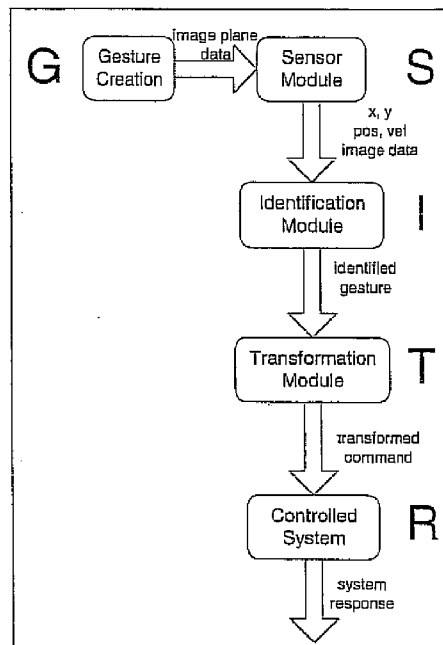 G
Gesture
Creation
image plane
data
Sensor
Module
S
x, y
pos, vel
image data
Identification
Module
I
identified
gesture
Transformation
Module
T
transformed
command
Controlled
System
R
system
response